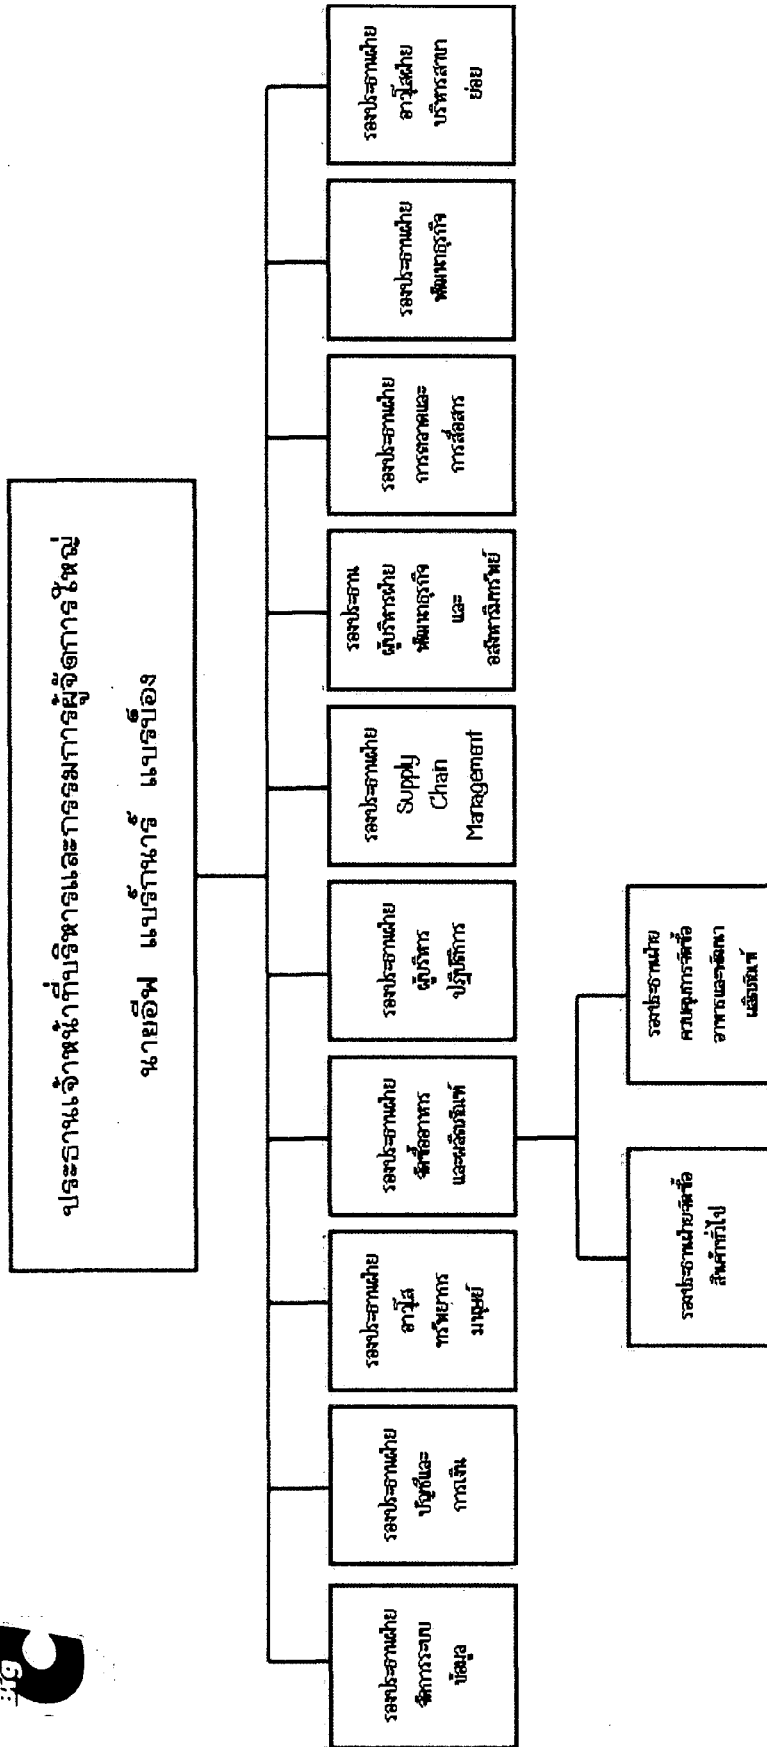 Big
ประธานเจ้าหน้าที่บริหารและกรรมการผู้จัดการใหญ่
นายอีฟ แบร์กนาร์ แบรบ็อง
รองประธานฝ่าย
จัดการระบบ
ข้อมูล
รองประธานฝ่าย
บัญชีและ
การเงิน
รองประธานฝ่าย
อาวุโส
ทรัพยากร
มนุษย์
รองประธานฝ่าย
จัดซื้ออาหาร
และผลิตภัณฑ์
รองประธานฝ่าย
ผู้บริหาร
ปฏิบัติการ
รองประธานฝ่าย
Supply
Chain
Management
รองประธาน
ผู้บริหารฝ่าย
พัฒนาธุรกิจ
และ
อสังหาริมทรัพย์
รองประธานฝ่าย
การตลาดและ
การสื่อสาร
รองประธานฝ่าย
พัฒนาธุรกิจ
รองประธานฝ่าย
อาวุโสฝ่าย
บริหารสาขา
ย่อย
รองประธานฝ่ายจัดซื้อ
สินค้าทั่วไป
รองประธานฝ่าย
ควบคุมการจัดซื้อ
อาหารและพัฒนา
ผลิตภัณฑ์